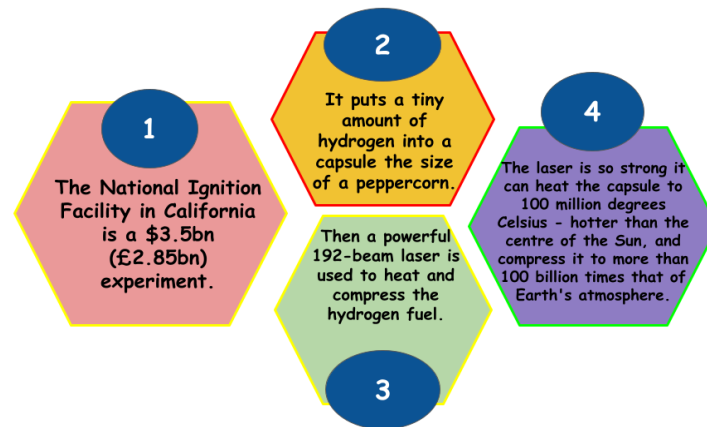 1
The National Ignition
Facility in California
is a $3.5bn
(£2.85bn)
experiment.
2
It puts a tiny
amount of
hydrogen into a
capsule the size
of a peppercorn.
Then a powerful
192-beam laser is
used to heat and
compress the
hydrogen fuel.
3
4
The laser is so strong it
can heat the capsule to
100 million degrees
Celsius - hotter than the
centre of the Sun, and
compress it to more than
100 billion times that of
Earth's atmosphere.